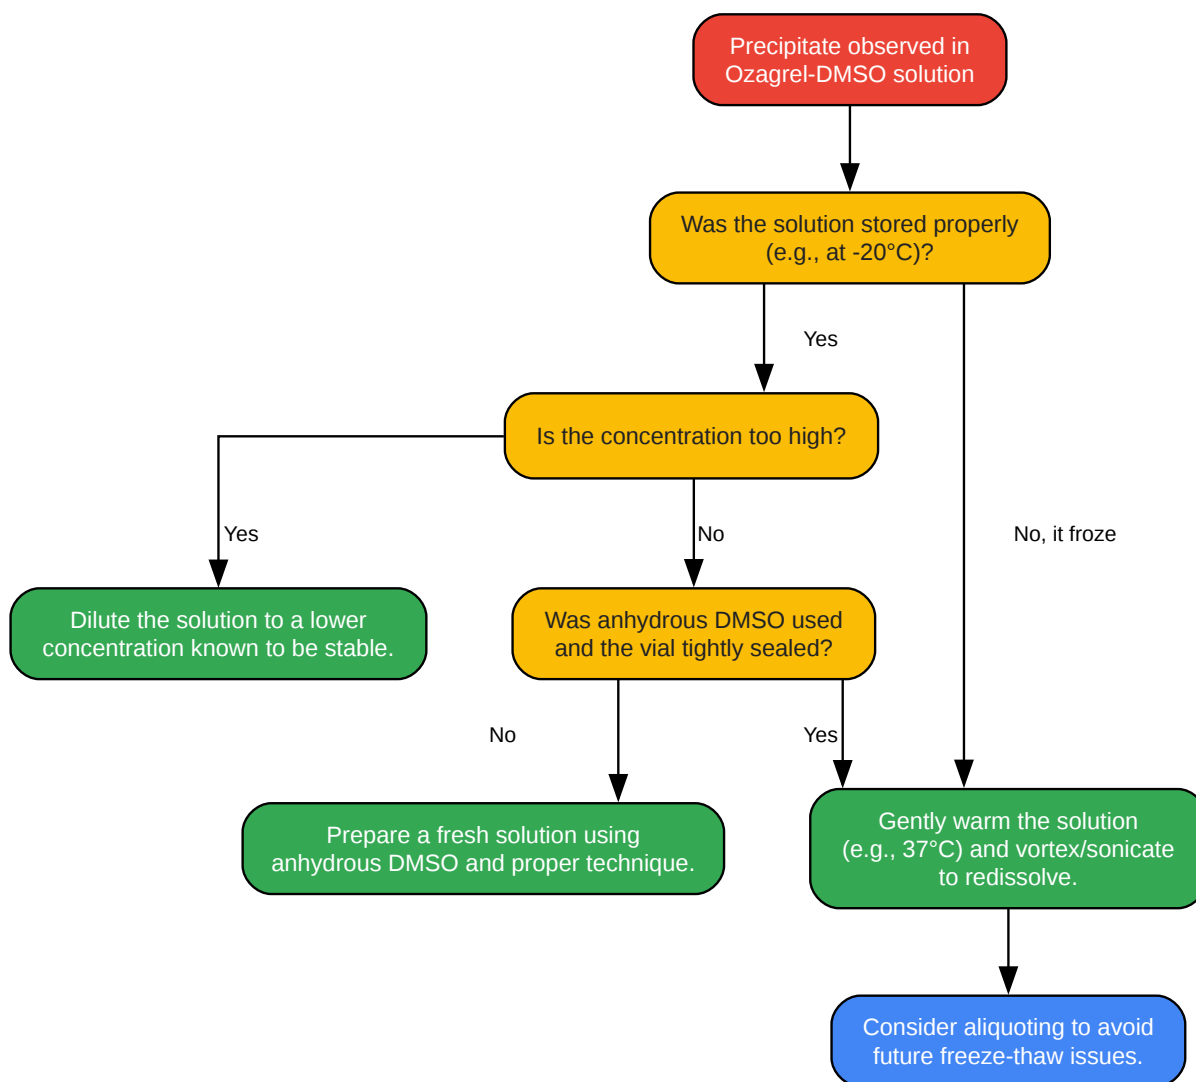 Precipitate observed in
Ozagrel-DMSO solution
Was the solution stored properly
(e.g., at -20°C)?
Yes
Is the concentration too high?
Yes
No
No, it froze
Dilute the solution to a lower
concentration known to be stable.
Was anhydrous DMSO used
and the vial tightly sealed?
No
Yes
Prepare a fresh solution using
anhydrous DMSO and proper technique.
Gently warm the solution
(e.g., 37°C) and vortex/sonicate
to redissolve.
Consider aliquoting to avoid
future freeze-thaw issues.